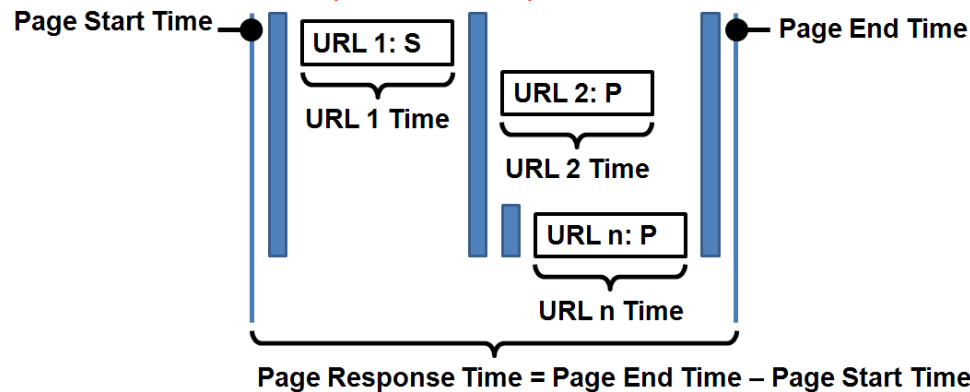 Page Start Time
URL 1: S
Page End Time
URL 2: P
URL 1 Time
URL 2 Time
URL n: P
URL n Time
Page Response Time = Page End Time – Page Start Time